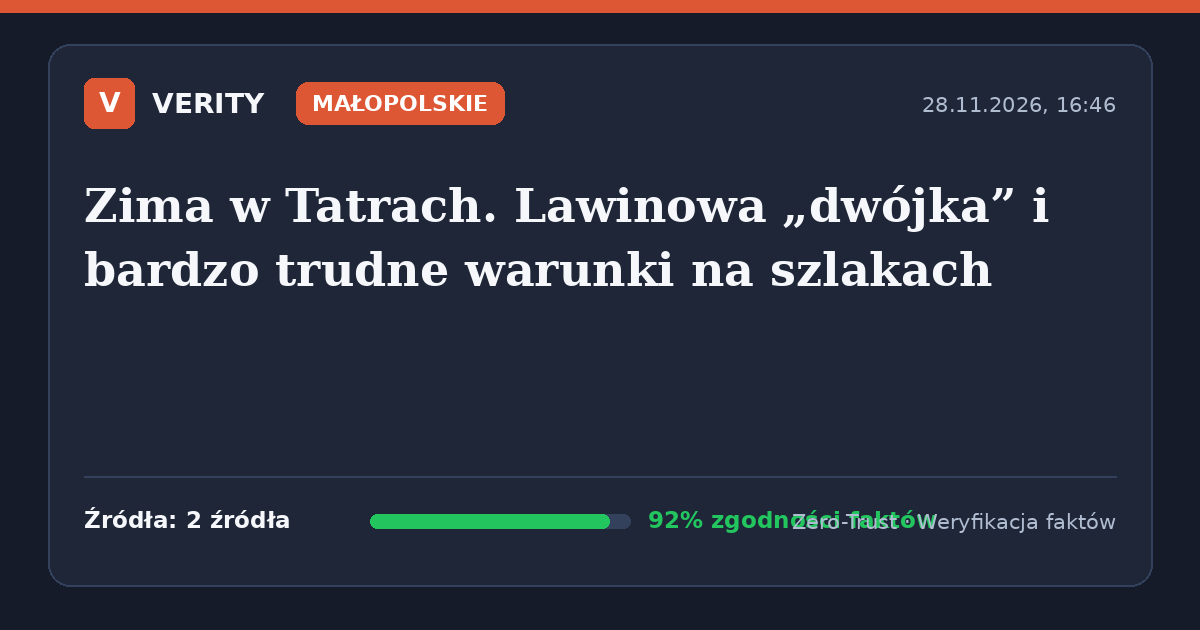 V VERITY MAŁOPOLSKIE 28.11.2026, 16:46
Zima w Tatrach. Lawinowa „dwójka” i
bardzo trudne warunki na szlakach
Źródła: 2 źródła 92% zgodności faktów Zero-Trust · Weryfikacja faktów